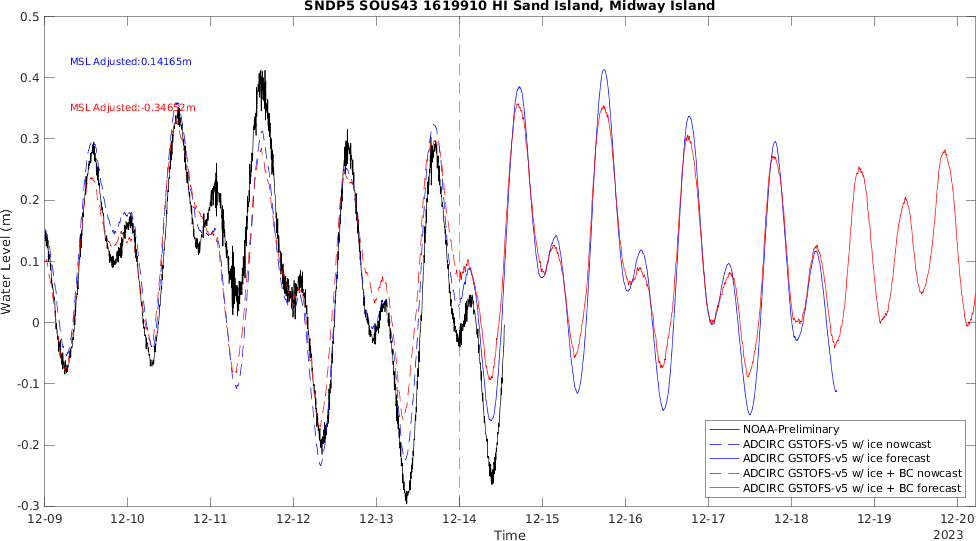 SNDP5 SOUS43 1619910 HI Sand Island, Midway Island
0.5
0.4
0.3
0.2
0.1
0
-0.1
-0.2
-0.3
Water Level (m)
MSL Adjusted:0.14165m
MSL Adjusted:-0.34652m
NOAA-Preliminary
ADCIRC GSTOFS-v5 w/ ice nowcast
ADCIRC GSTOFS-v5 w/ ice forecast
ADCIRC GSTOFS-v5 w/ ice + BC nowcast
ADCIRC GSTOFS-v5 w/ ice + BC forecast
12-09 12-10 12-11 12-12 12-13 12-14 12-15 12-16 12-17 12-18 12-19 12-20
Time
2023